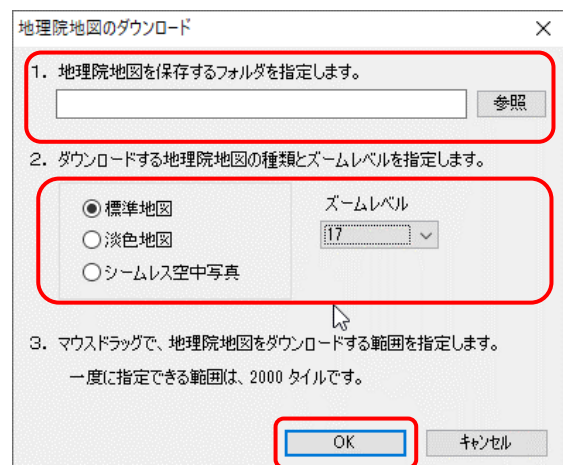 地理院地図のダウンロード
1. 地理院地図を保存するフォルダを指定します。
参照
2. ダウンロードする地理院地図の種類とズームレベルを指定します。
標準地図
淡色地図
シームレス空中写真
ズームレベル
17
3. マウスドラッグで、地理院地図をダウンロードする範囲を指定します。
一度に指定できる範囲は、2000 タイルです。
OK
キャンセル